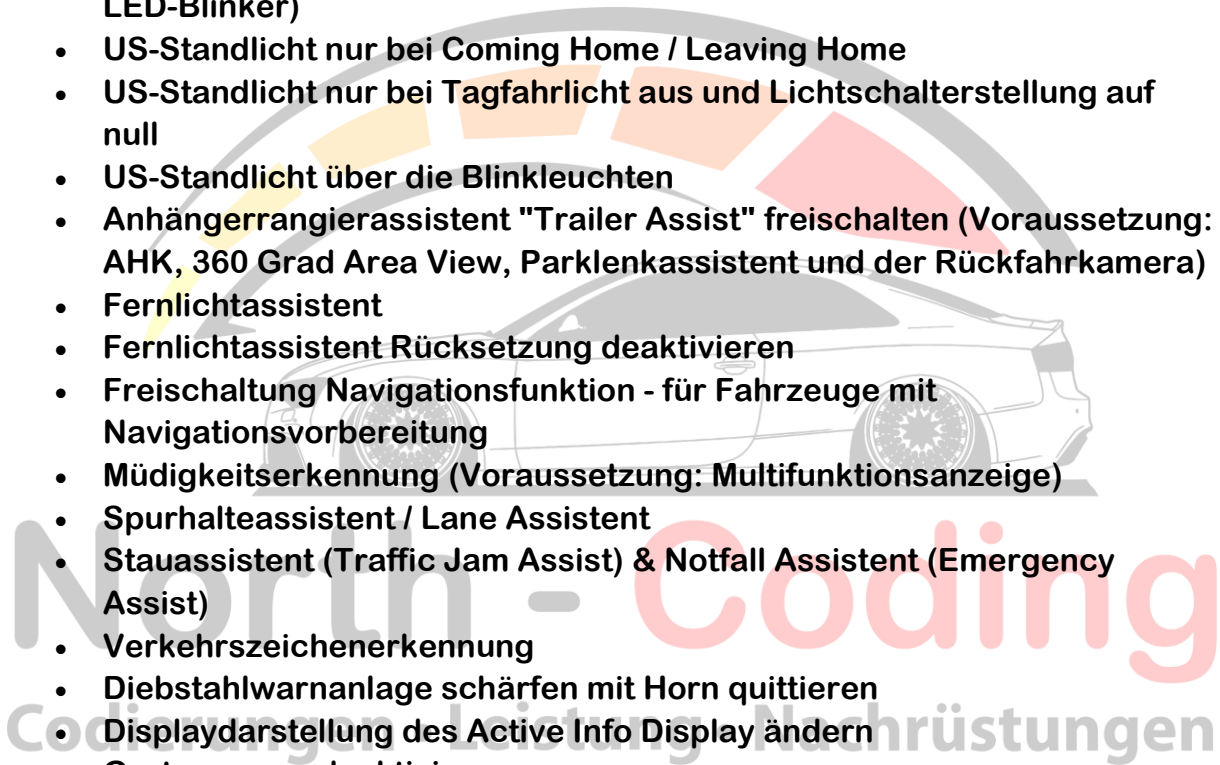 LED-Blinker)
• US-Standlicht nur bei Coming Home / Leaving Home
• US-Standlicht nur bei Tagfahrlicht aus und Lichtschalterstellung auf
null
• US-Standlicht über die Blinkleuchten
• Anhängerrangierassistent "Trailer Assist" freischalten (Voraussetzung:
AHK, 360 Grad Area View, Parklenkassistent und der Rückfahrkamera)
• Fernlichtassistent
• Fernlichtassistent Rücksetzung deaktivieren
• Freischaltung Navigationsfunktion - für Fahrzeuge mit
Navigationsvorbereitung
• Müdigkeitserkennung (Voraussetzung: Multifunktionsanzeige)
• Spurhalteassistent / Lane Assistent
• Stauassistent (Traffic Jam Assist) & Notfall Assistent (Emergency
Assist)
• Verkehrszeichenerkennung
• Diebstahlwarnanlage schärfen mit Horn quittieren
• Displaydarstellung des Active Info Display ändern
North - Coding
Codierungen - Leistung - Nachrüstungen